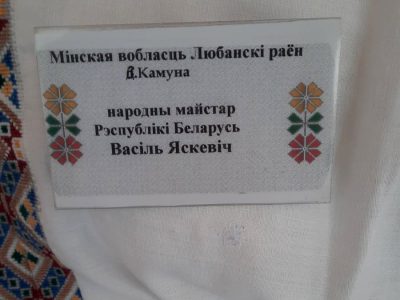 Мінская вобласць Любанскі раён
д.Камуна
народны майстар
Рэспублікі Беларусь
Васіль Яскевіч